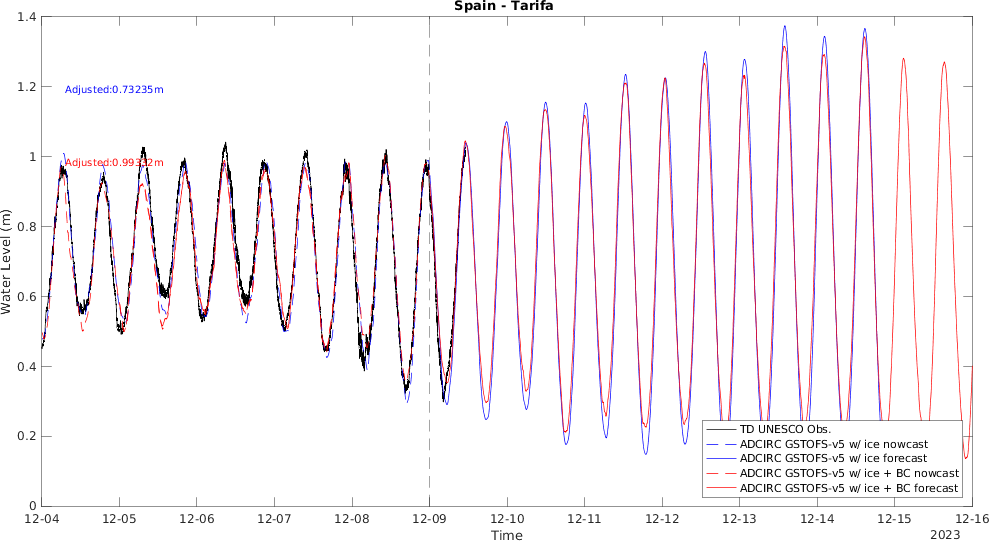 Spain - Tarifa
1.4
1.2
1
0.8
0.6
0.4
0.2
0
Water Level (m)
Adjusted:0.73235m
TD UNESCO Obs.
ADCIRC GSTOFS-v5 w/ ice nowcast
ADCIRC GSTOFS-v5 w/ ice forecast
ADCIRC GSTOFS-v5 w/ ice + BC nowcast
ADCIRC GSTOFS-v5 w/ ice + BC forecast
12-04 12-05 12-06 12-07 12-08 12-09 12-10 12-11 12-12 12-13 12-14 12-15 12-16
Time
2023